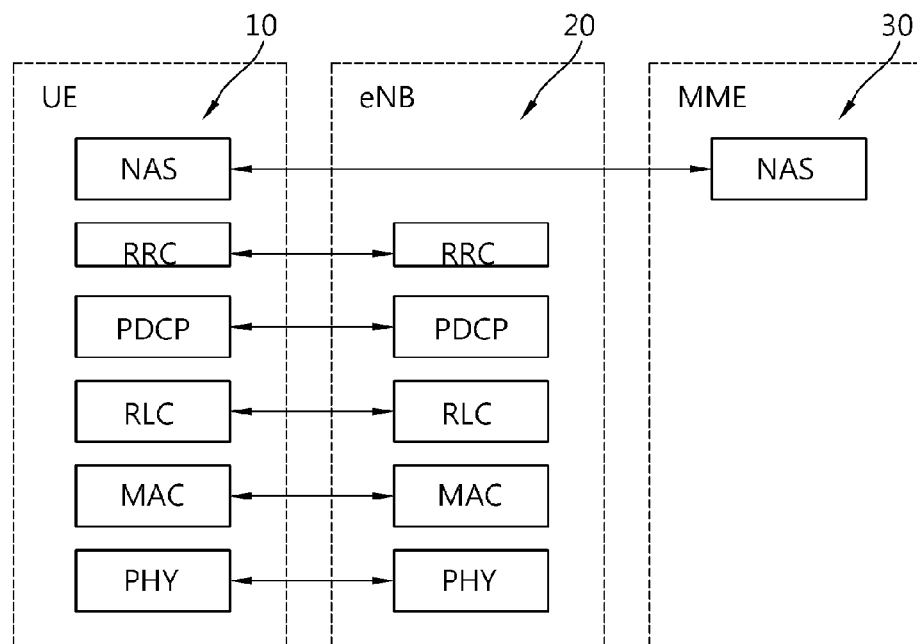 10 20 30
UE eNB MME
NAS NAS
RRC RRC
PDCP PDCP
RLC RLC
MAC MAC
PHY PHY